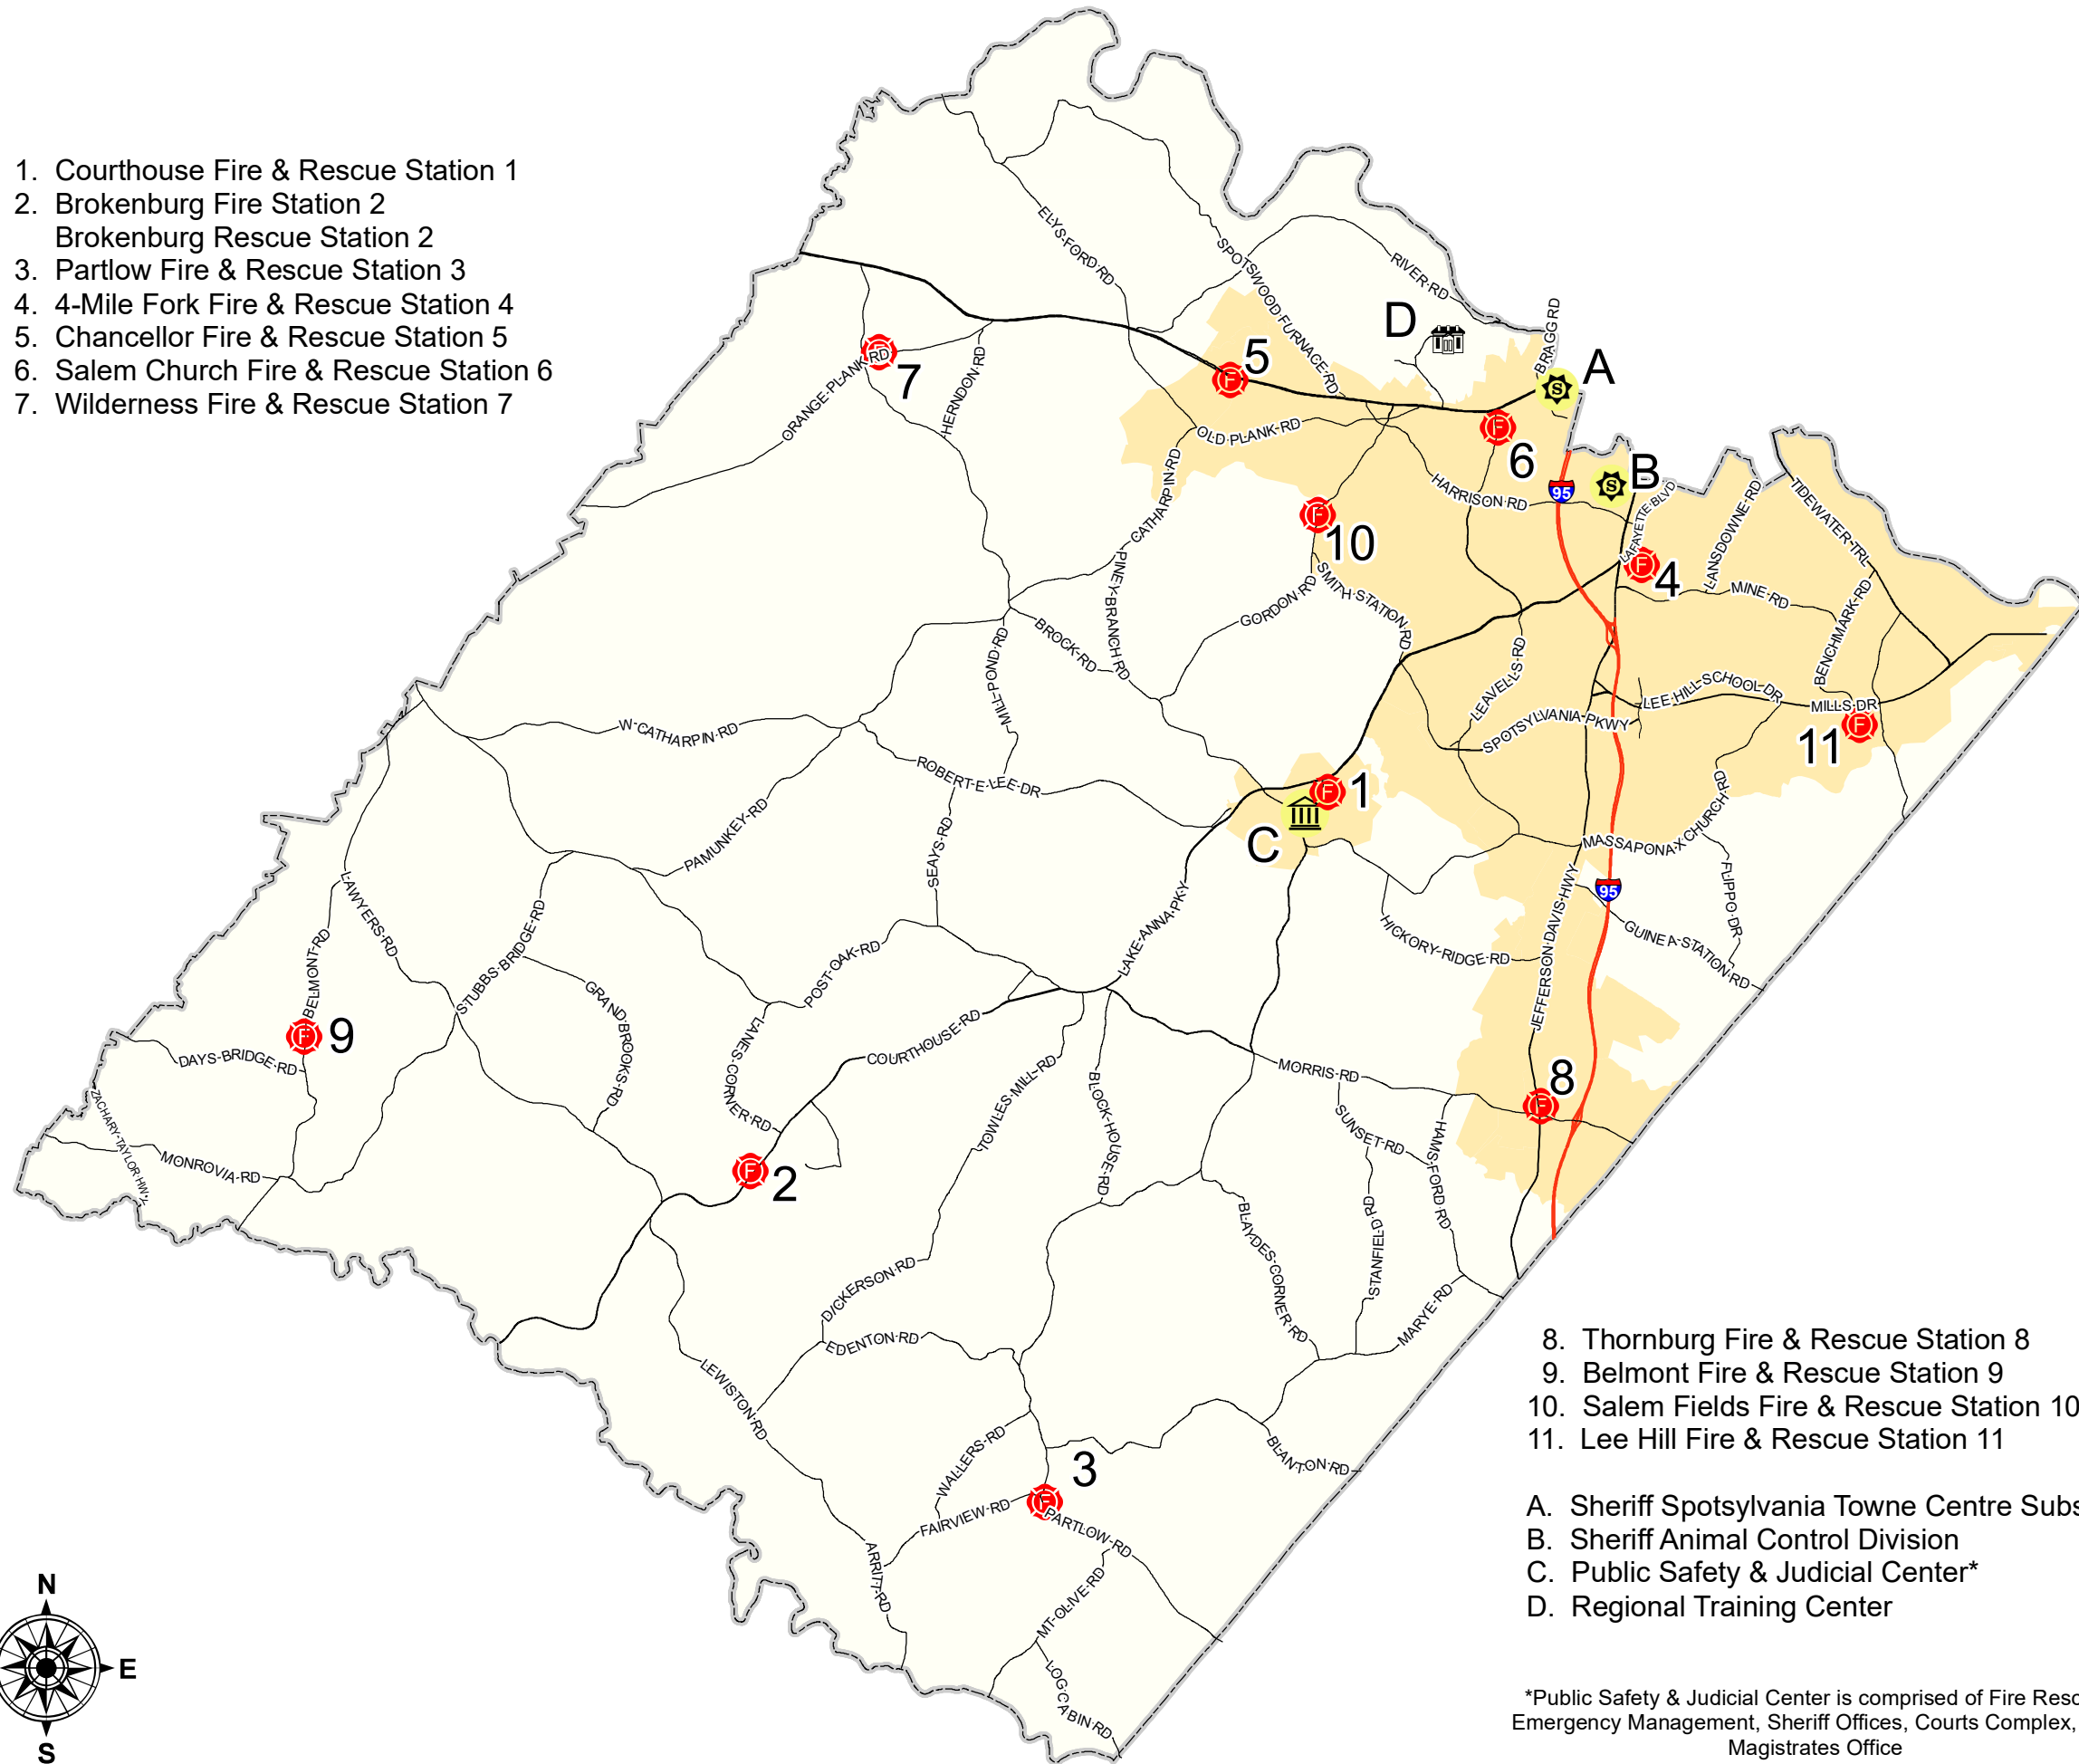 1. Courthouse Fire & Rescue Station 1
2. Brokenburg Fire Station 2
Brokenburg Rescue Station 2
3. Partlow Fire & Rescue Station 3
4. 4-Mile Fork Fire & Rescue Station 4
5. Chancellor Fire & Rescue Station 5
6. Salem Church Fire & Rescue Station 6
7. Wilderness Fire & Rescue Station 7
ELYS FORD RD
SPOTSWOOD FURNACE RD
RIVER RD
BRAGG RD
D
A
5
ORANGE PLANK RD
7
HERNDON RD
OLD PLANK RD
6
CATHARPIN RD
HARRISON RD
95
B
LAFAYETTE BLVD
LANSDOWNE RD
TIDEWATER TRL
10
4
PINEY BRANCH RD
SMITH STATION RD
GORDON RD
MINE RD
BENCHMARK RD
BROCK RD
MILL POND RD
LEAVELLS RD
LEE HILL SCHOOL DR
MILLS DR
SPOTSYLVANIA PKWY
11
W CATHARPIN RD
ROBERT E LEE DR
1
C
PAMUNKEY RD
SEAYS RD
MASSAPONAX CHURCH RD
FLIPPO DR
LAWYERS RD
95
JEFFERSON DAVIS HWY
LAKE ANNA PKY
HICKORY RIDGE RD
GUINEA STATION RD
BELMONT RD
STUBBS BRIDGE RD
POST OAK RD
GRAND BROOKS RD
LANES CORNER RD
COURTHOUSE RD
9
DAYS BRIDGE RD
ZACHARY TAYLOR HWY
MONROVIA RD
TOWLES MILL RD
BLOCK HOUSE RD
MORRIS RD
SUNSET RD
HAMS FORD RD
8
2
BLAYDES CORNER RD
STANFIELD RD
MARYE RD
DICKERSON RD
EDENTON RD
LEWISTON RD
WALLERS RD
3
BLANTON RD
FAIRVIEW RD
PARTLOW RD
ARRITT RD
MT OLIVE RD
LOG CABIN RD
8. Thornburg Fire & Rescue Station 8
9. Belmont Fire & Rescue Station 9
10. Salem Fields Fire & Rescue Station 10
11. Lee Hill Fire & Rescue Station 11
A. Sheriff Spotsylvania Towne Centre Subs
B. Sheriff Animal Control Division
C. Public Safety & Judicial Center*
D. Regional Training Center
*Public Safety & Judicial Center is comprised of Fire Resc
Emergency Management, Sheriff Offices, Courts Complex,
Magistrates Office
N
E
S